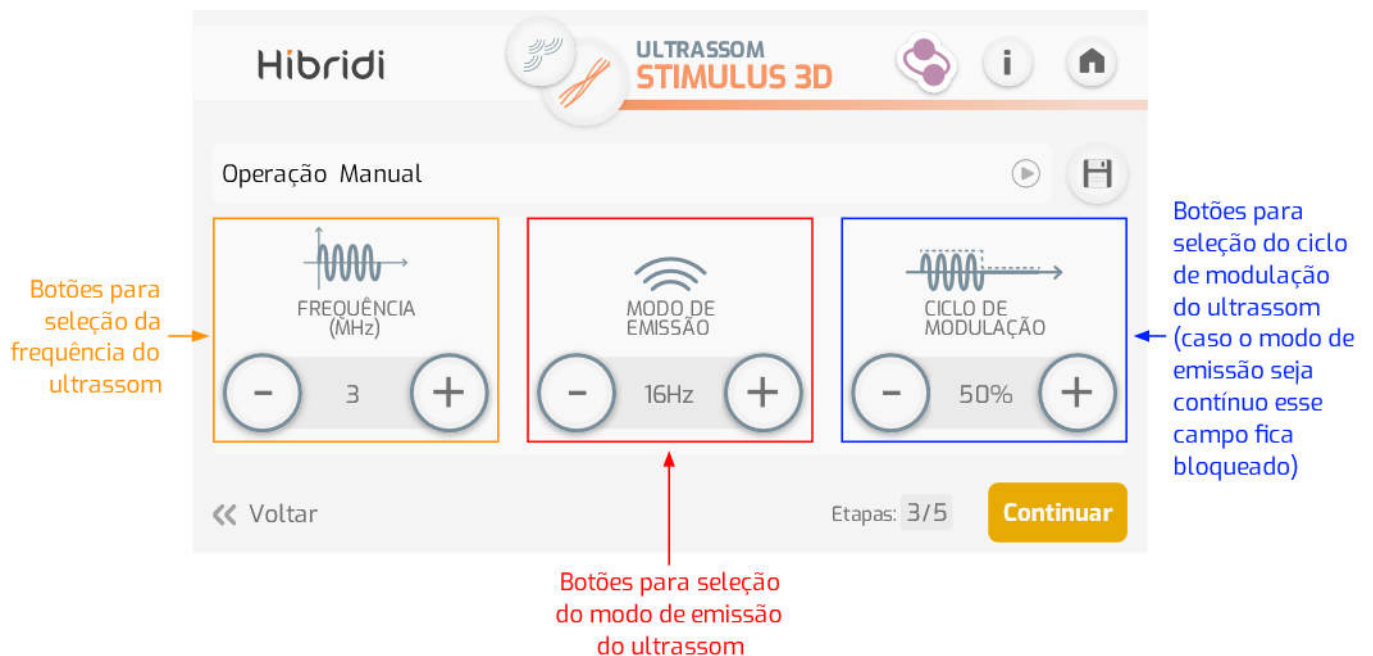 Hibridi
ULTRASSOM
STIMULUS 3D
i
Operação Manual
FREQUÊNCIA
(MHz)
- 3 +
MODO DE
EMISSÃO
- 16Hz +
CICLO DE
MODULAÇÃO
- 50% +
Botões para
seleção da
frequência do
ultrassom
Botões para
seleção do ciclo
de modulação
do ultrassom
(caso o modo de
emissão seja
contínuo esse
campo fica
bloqueado)
Voltar
Etapas: 3/5
Continuar
Botões para seleção
do modo de emissão
do ultrassom